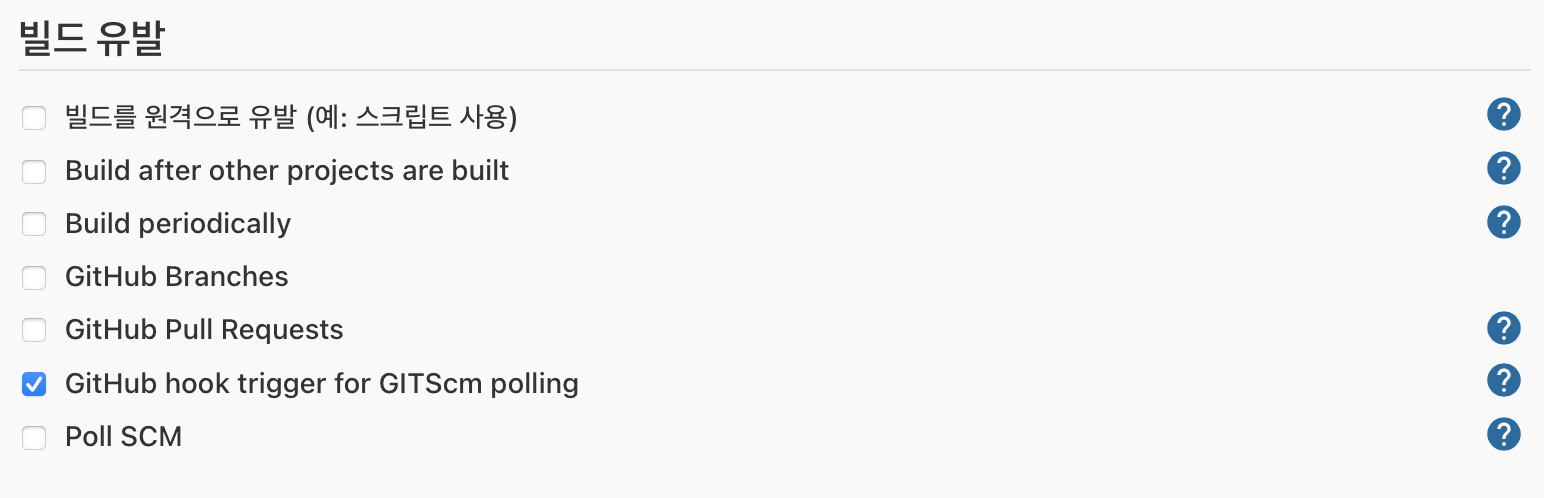 빌드 유발
빌드를 원격으로 유발 (예: 스크립트 사용)
?
Build after other projects are built
?
Build periodically
?
GitHub Branches
GitHub Pull Requests
?
GitHub hook trigger for GITScm polling
?
Poll SCM
?